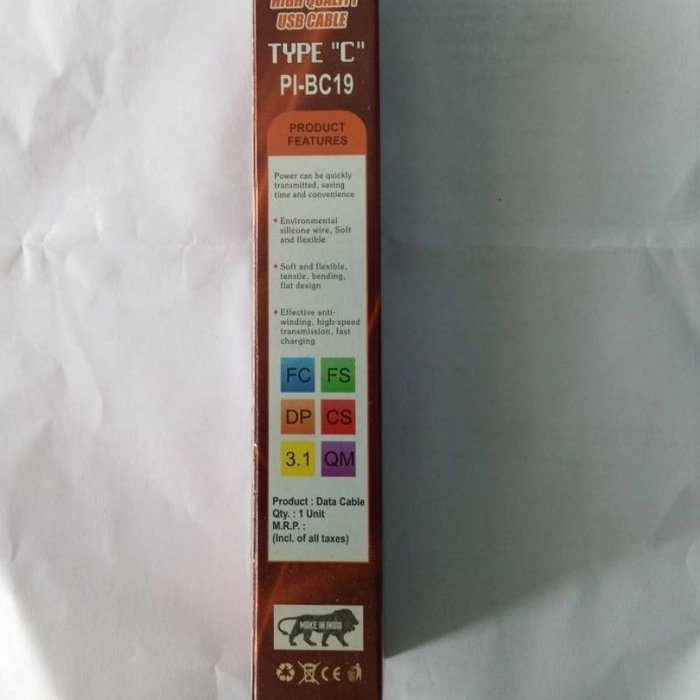 HIGH QUALITY
USB CABLE
TYPE "C"
PI-BC19
PRODUCT
FEATURES
Power can be quickly
transmitted, saving
time and convenience
• Environmental
silicone wire, Soft
and flexible
• Soft and flexible,
tensile, bending,
flat design
• Effective anti-
winding, high-speed
transmission, fast
charging
FC FS
DP CS
3.1 QM
Product : Data Cable
Qty. : 1 Unit
M.R.P. :
(Incl. of all taxes)
MAKE IN INDIA
CE